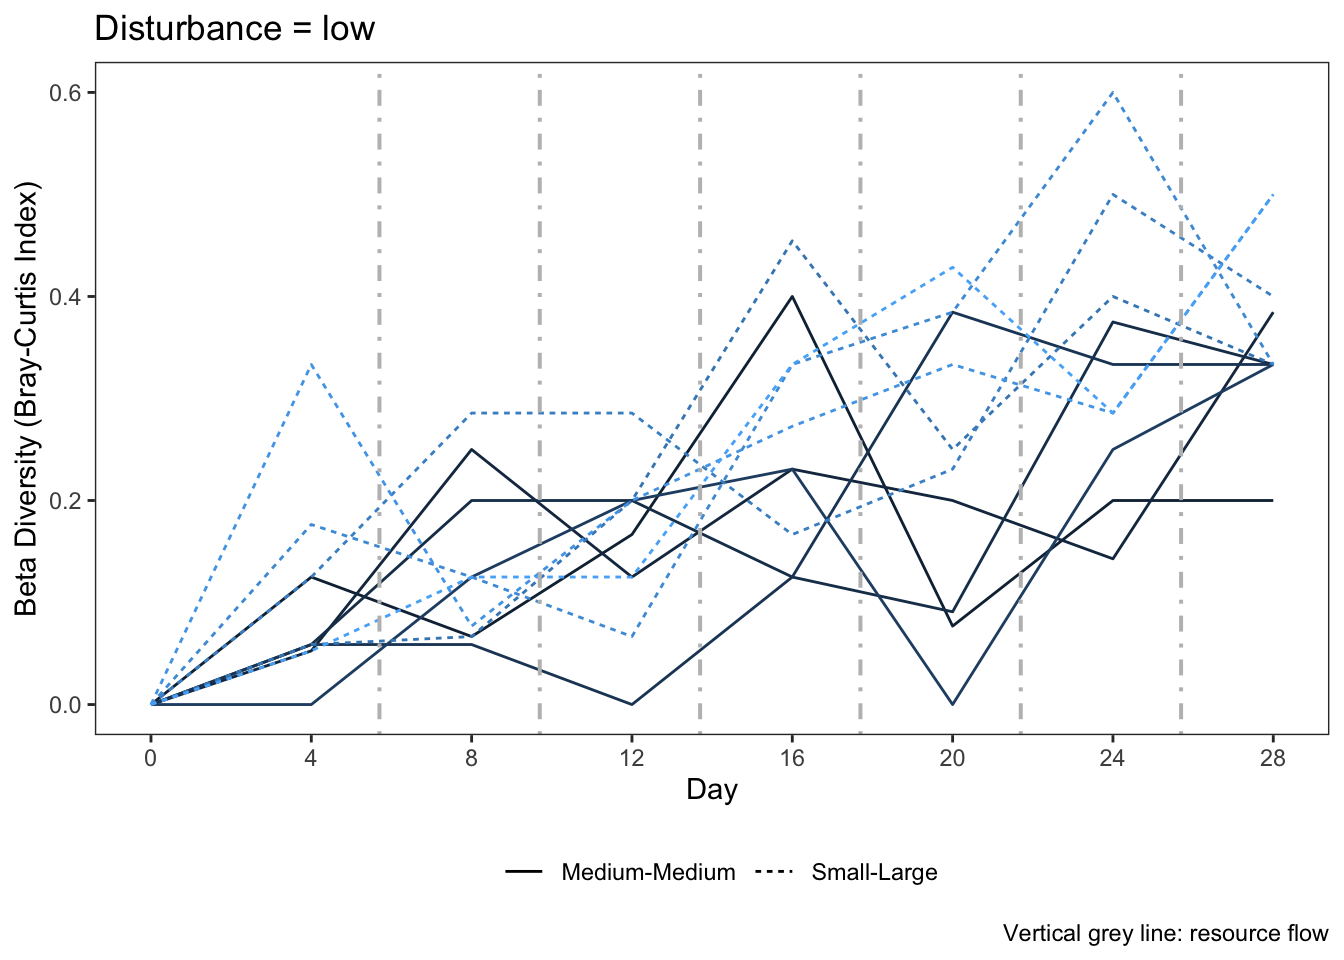 Disturbance = low
Beta Diversity (Bray-Curtis Index)
0.6
0.4
0.2
0.0
0 4 8 12 16 20 24 28
Day
Medium-Medium Small-Large
Vertical grey line: resource flow